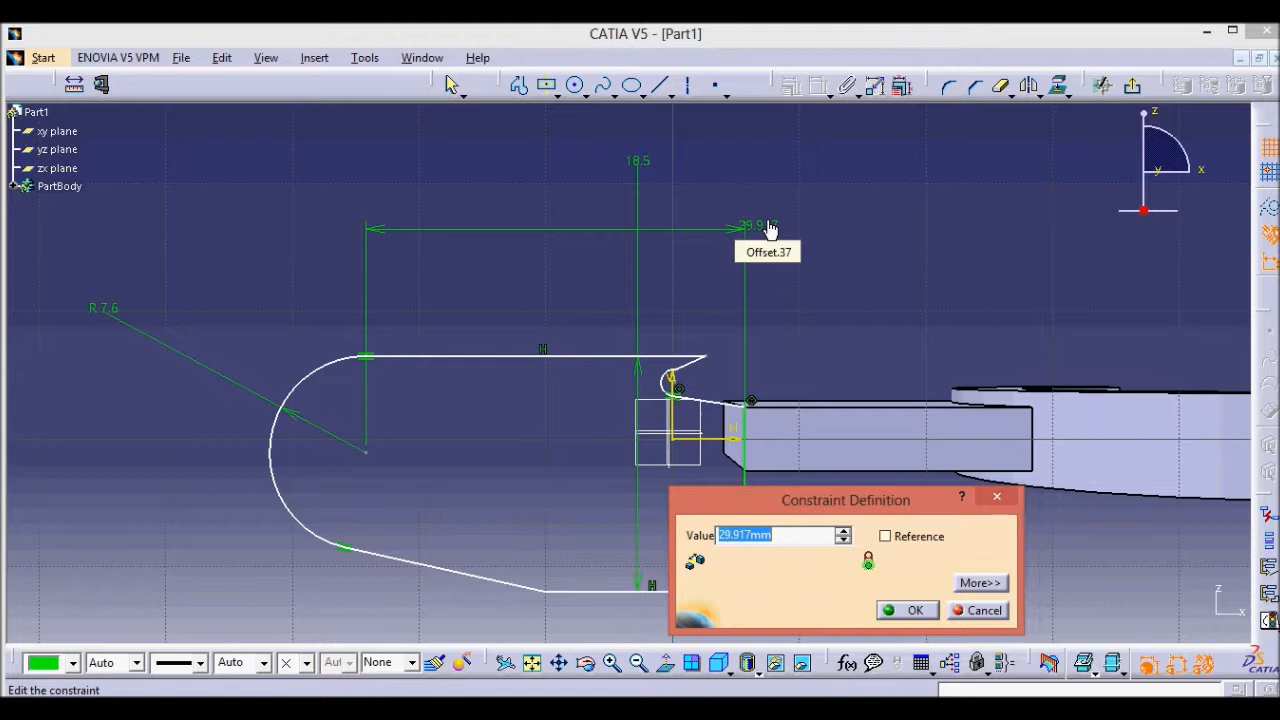 CATIA V5 - [Part1]
Start ENOVIA V5 VPM File Edit View Insert Tools Window Help
Part1
xy plane
yz plane
zx plane
PartBody
z
y
x
18.5
Offset.37
R 7.6
H
H
H
Constraint Definition
?
Value 29.917mm
Reference
More>>
OK Cancel
z
x
Auto Auto None
f(x)
CATIA
Edit the constraint